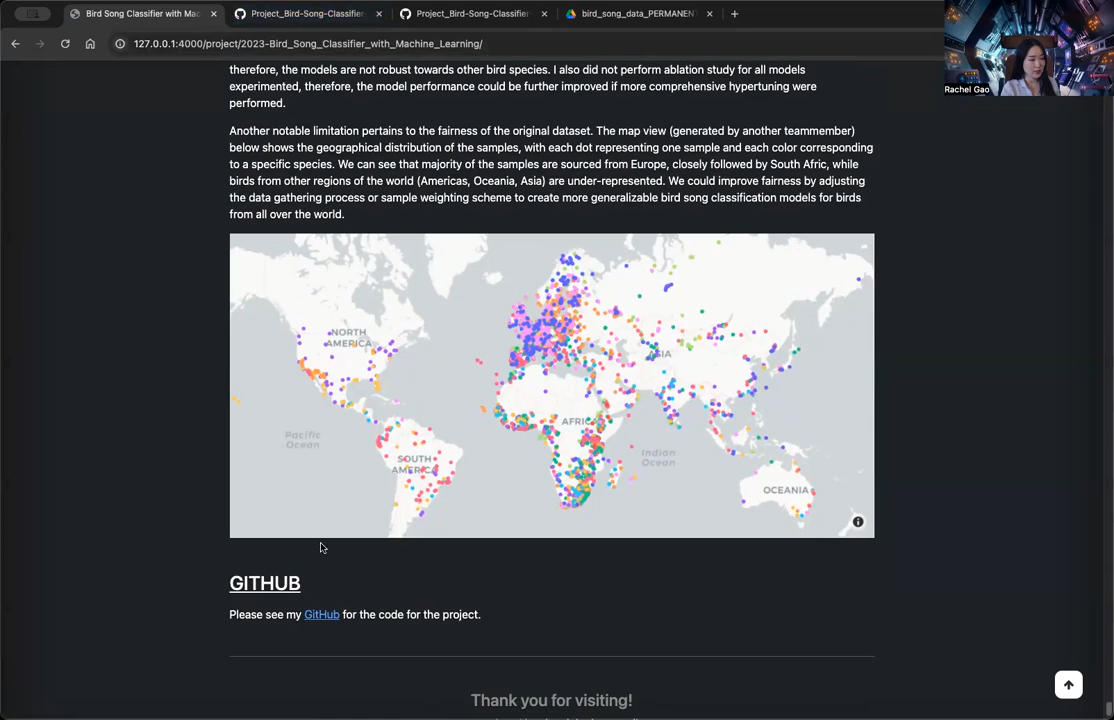 Bird Song Classifier with Mac
Project_Bird-Song-Classifier-
Project_Bird-Song-Classifier-
bird_song_data_PERMANENT
127.0.0.1:4000/project/2023-Bird_Song_Classifier_with_Machine_Learning/
Rachel Gao
therefore, the models are not robust towards other bird species. I also did not perform ablation study for all models
experimented, therefore, the model performance could be further improved if more comprehensive hypertuning were
performed.
Another notable limitation pertains to the fairness of the original dataset. The map view (generated by another teammember)
below shows the geographical distribution of the samples, with each dot representing one sample and each color corresponding
to a specific species. We can see that majority of the samples are sourced from Europe, closely followed by South Afric, while
birds from other regions of the world (Americas, Oceania, Asia) are under-represented. We could improve fairness by adjusting
the data gathering process or sample weighting scheme to create more generalizable bird song classification models for birds
from all over the world.
NORTH
AMERICA
ASIA
AFRIC
Pacific
Ocean
Indian
Ocean
SOUTH
AMERICA
OCEANIA
GITHUB
Please see my GitHub for the code for the project.
Thank you for visiting!